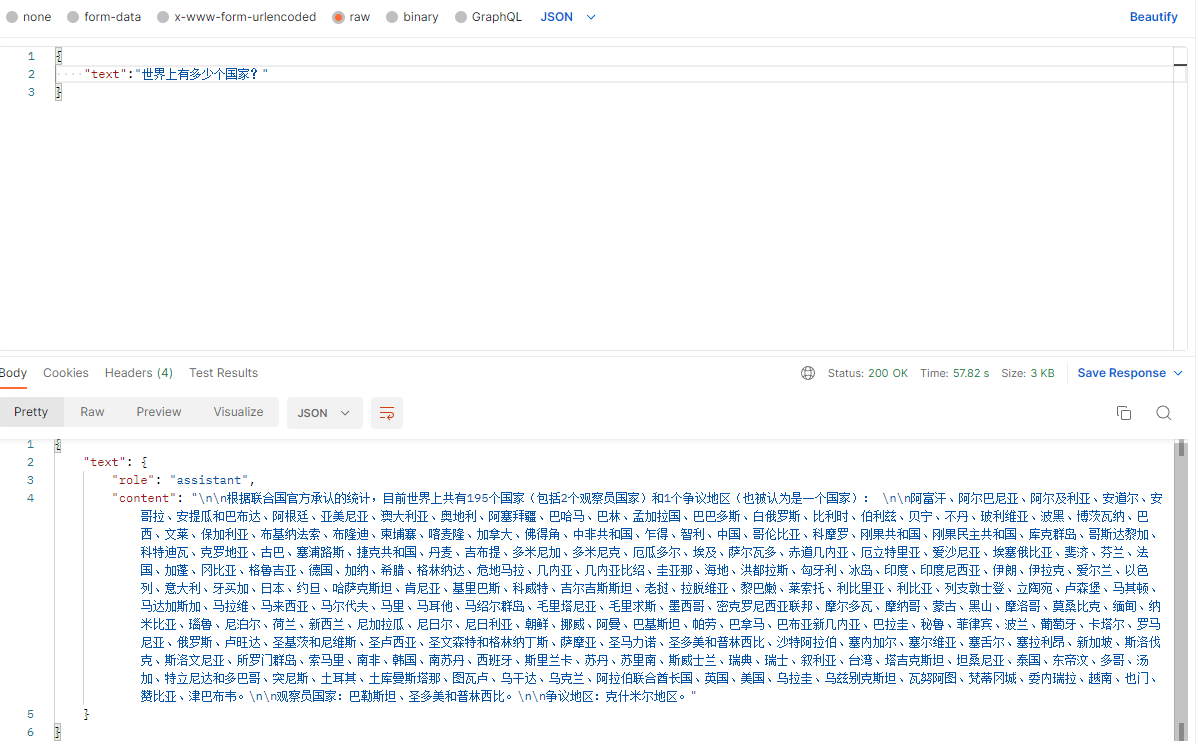 none form-data x-www-form-urlencoded raw binary GraphQL JSON Beautify
1 {
2 "text":"世界上有多少个国家？"
3 }
Body Cookies Headers (4) Test Results Status: 200 OK Time: 57.82 s Size: 3 KB Save Response
Pretty Raw Preview Visualize JSON
1 {
2 "text": {
3 "role": "assistant",
4 "content": "\n\n根据联合国官方承认的统计，目前世界上共有195个国家（包括2个观察员国家）和1个争议地区（也被认为是一个国家）： \n\n阿富汗、阿尔巴尼亚、阿尔及利亚、安道尔、安
哥拉、安提瓜和巴布达、阿根廷、亚美尼亚、澳大利亚、奥地利、阿塞拜疆、巴哈马、巴林、孟加拉国、巴巴多斯、白俄罗斯、比利时、伯利兹、贝宁、不丹、玻利维亚、波黑、博茨瓦纳、巴
西、文莱、保加利亚、布基纳法索、布隆迪、柬埔寨、喀麦隆、加拿大、佛得角、中非共和国、乍得、智利、中国、哥伦比亚、科摩罗、刚果共和国、刚果民主共和国、库克群岛、哥斯达黎加、
科特迪瓦、克罗地亚、古巴、塞浦路斯、捷克共和国、丹麦、吉布提、多米尼加、多米尼克、厄瓜多尔、埃及、萨尔瓦多、赤道几内亚、厄立特里亚、爱沙尼亚、埃塞俄比亚、斐济、芬兰、法
国、加蓬、冈比亚、格鲁吉亚、德国、加纳、希腊、格林纳达、危地马拉、几内亚、几内亚比绍、圭亚那、海地、洪都拉斯、匈牙利、冰岛、印度、印度尼西亚、伊朗、伊拉克、爱尔兰、以色
列、意大利、牙买加、日本、约旦、哈萨克斯坦、肯尼亚、基里巴斯、科威特、吉尔吉斯斯坦、老挝、拉脱维亚、黎巴嫩、莱索托、利比里亚、利比亚、列支敦士登、立陶宛、卢森堡、马其顿、
马达加斯加、马拉维、马来西亚、马尔代夫、马里、马耳他、马绍尔群岛、毛里塔尼亚、毛里求斯、墨西哥、密克罗尼西亚联邦、摩尔多瓦、摩纳哥、蒙古、黑山、摩洛哥、莫桑比克、缅甸、纳
米比亚、瑙鲁、尼泊尔、荷兰、新西兰、尼加拉瓜、尼日尔、尼日利亚、朝鲜、挪威、阿曼、巴基斯坦、帕劳、巴拿马、巴布亚新几内亚、巴拉圭、秘鲁、菲律宾、波兰、葡萄牙、卡塔尔、罗马
尼亚、俄罗斯、卢旺达、圣基茨和尼维斯、圣卢西亚、圣文森特和格林纳丁斯、萨摩亚、圣马力诺、圣多美和普林西比、沙特阿拉伯、塞内加尔、塞尔维亚、塞舌尔、塞拉利昂、新加坡、斯洛伐
克、斯洛文尼亚、所罗门群岛、索马里、南非、韩国、南苏丹、西班牙、斯里兰卡、苏丹、苏里南、斯威士兰、瑞典、瑞士、叙利亚、台湾、塔吉克斯坦、坦桑尼亚、泰国、东帝汶、多哥、汤
加、特立尼达和多巴哥、突尼斯、土耳其、土库曼斯塔那、图瓦卢、乌干达、乌克兰、阿拉伯联合酋长国、英国、美国、乌拉圭、乌兹别克斯坦、瓦努阿图、梵蒂冈城、委内瑞拉、越南、也门、
赞比亚、津巴布韦。\n\n观察员国家：巴勒斯坦、圣多美和普林西比。\n\n争议地区：克什米尔地区。"
5 }
6 }